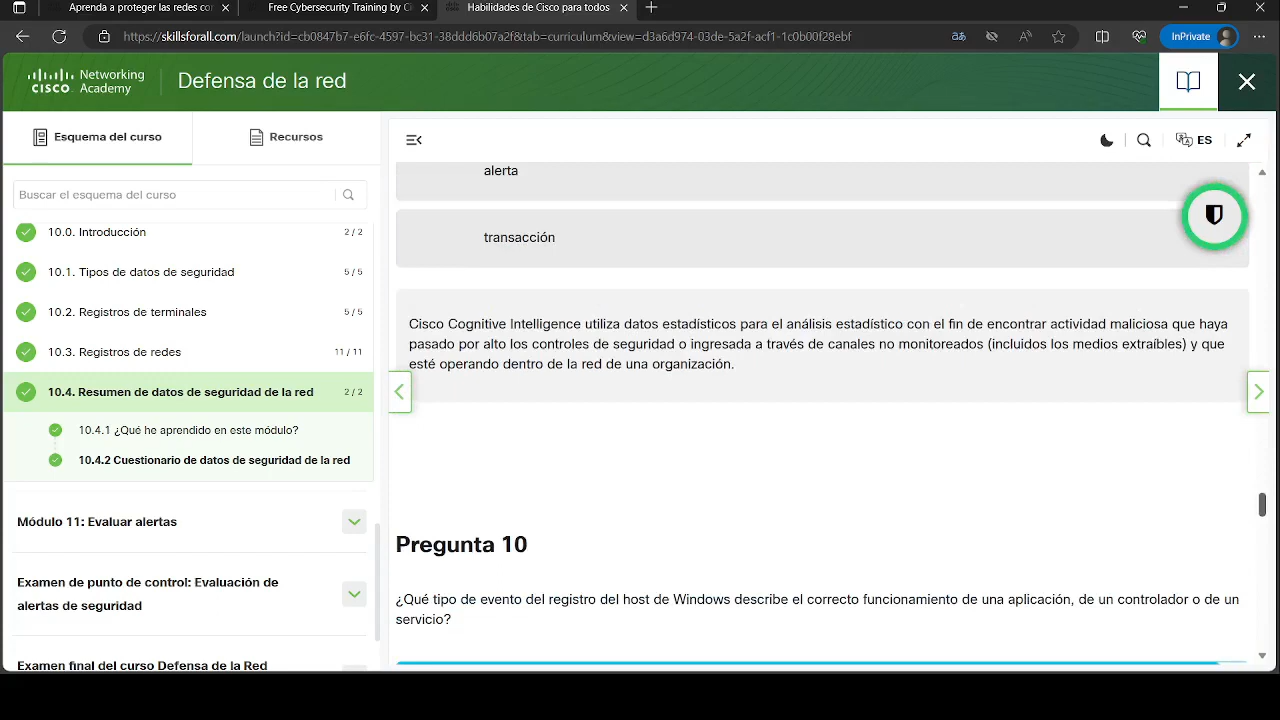 Aprenda a proteger las redes cor
Free Cybersecurity Training by Ci
Habilidades de Cisco para todos
https://skillsforall.com/launch?id=cb0847b7-e6fc-4597-bc31-38ddd6b07a2f&tab=curriculum&view=d3a6d974-03de-5a2f-acf1-1c0b00f28ebf
InPrivate
CISCO Networking Academy
Defensa de la red
Esquema del curso
Recursos
ES
Buscar el esquema del curso
10.0. Introducción 2 / 2
10.1. Tipos de datos de seguridad 5 / 5
10.2. Registros de terminales 5 / 5
10.3. Registros de redes 11 / 11
10.4. Resumen de datos de seguridad de la red 2 / 2
10.4.1 ¿Qué he aprendido en este módulo?
10.4.2 Cuestionario de datos de seguridad de la red
Módulo 11: Evaluar alertas
Examen de punto de control: Evaluación de
alertas de seguridad
Examen final del curso Defensa de la Red
alerta
transacción
Cisco Cognitive Intelligence utiliza datos estadísticos para el análisis estadístico con el fin de encontrar actividad maliciosa que haya
pasado por alto los controles de seguridad o ingresada a través de canales no monitoreados (incluidos los medios extraíbles) y que
esté operando dentro de la red de una organización.
Pregunta 10
¿Qué tipo de evento del registro del host de Windows describe el correcto funcionamiento de una aplicación, de un controlador o de un
servicio?